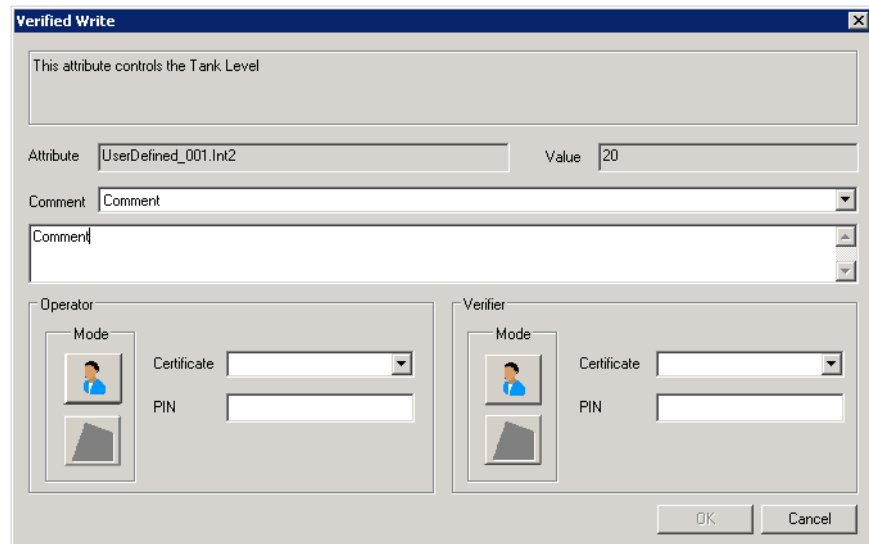 Verified Write
This attribute controls the Tank Level
Attribute UserDefined_001.Int2 Value 20
Comment Comment
Comment
Operator Verifier
Mode Mode
Certificate Certificate
PIN PIN
OK Cancel